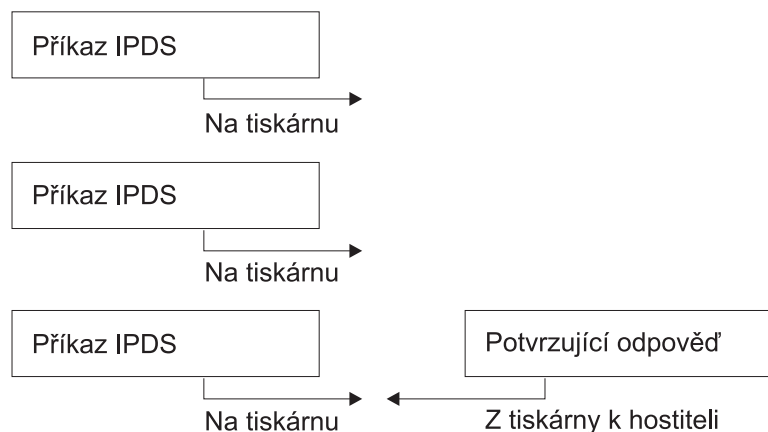 Příkaz IPDS
Na tiskárnu
Příkaz IPDS
Na tiskárnu
Příkaz IPDS
Potvrzující odpověď
Na tiskárnu
Z tiskárny k hostiteli